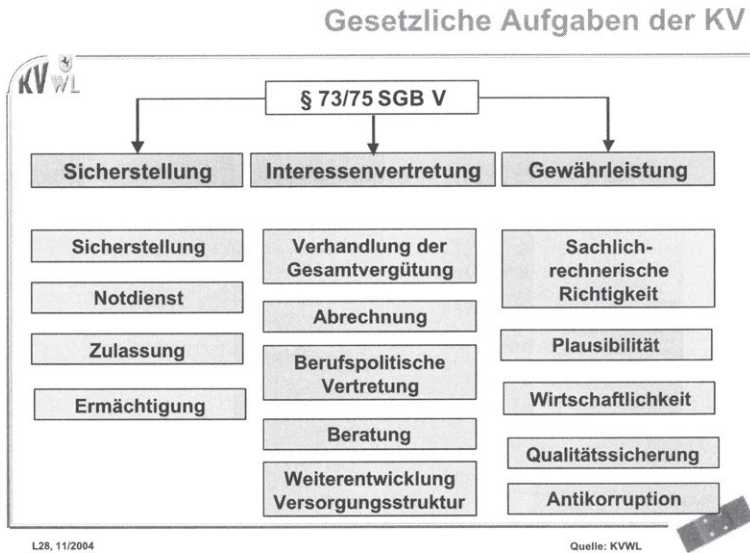 Gesetzliche Aufgaben der KV
KV WL
§ 73/75 SGB V
Sicherstellung
Interessenvertretung
Gewährleistung
Sicherstellung
Notdienst
Zulassung
Ermächtigung
Verhandlung der
Gesamtvergütung
Abrechnung
Berufspolitische
Vertretung
Beratung
Weiterentwicklung
Versorgungsstruktur
Sachlich-
rechnerische
Richtigkeit
Plausibilität
Wirtschaftlichkeit
Qualitätssicherung
Antikorruption
L28, 11/2004
Quelle: KVWL